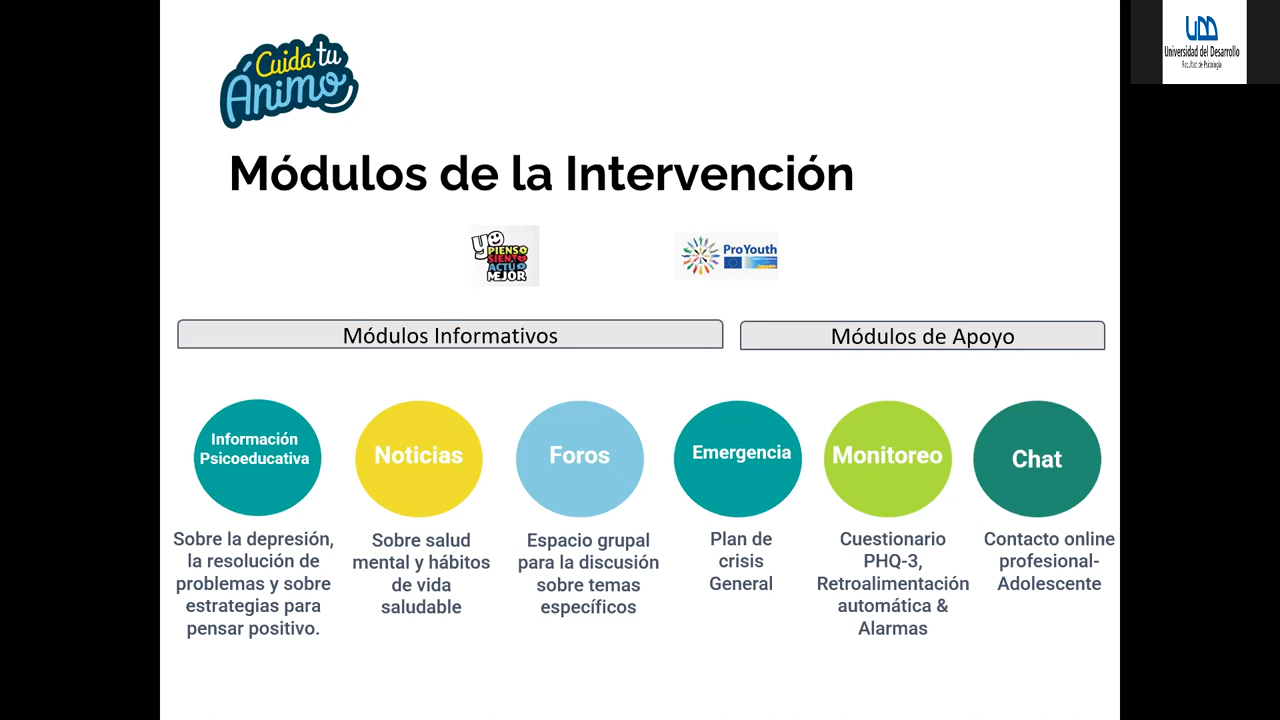 Cuida tu
Ánimo
Universidad del Desarrollo
Facultad de Psicología
Módulos de la Intervención
yo
PIENSO
SIENTO
ACTÚO
MEJOR
ProYouth
Módulos Informativos
Módulos de Apoyo
Información
Psicoeducativa
Sobre la depresión,
la resolución de
problemas y sobre
estrategias para
pensar positivo.
Noticias
Sobre salud
mental y hábitos
de vida
saludable
Foros
Espacio grupal
para la discusión
sobre temas
específicos
Emergencia
Plan de
crisis
General
Monitoreo
Cuestionario
PHQ-3,
Retroalimentación
automática &
Alarmas
Chat
Contacto online
profesional-
Adolescente